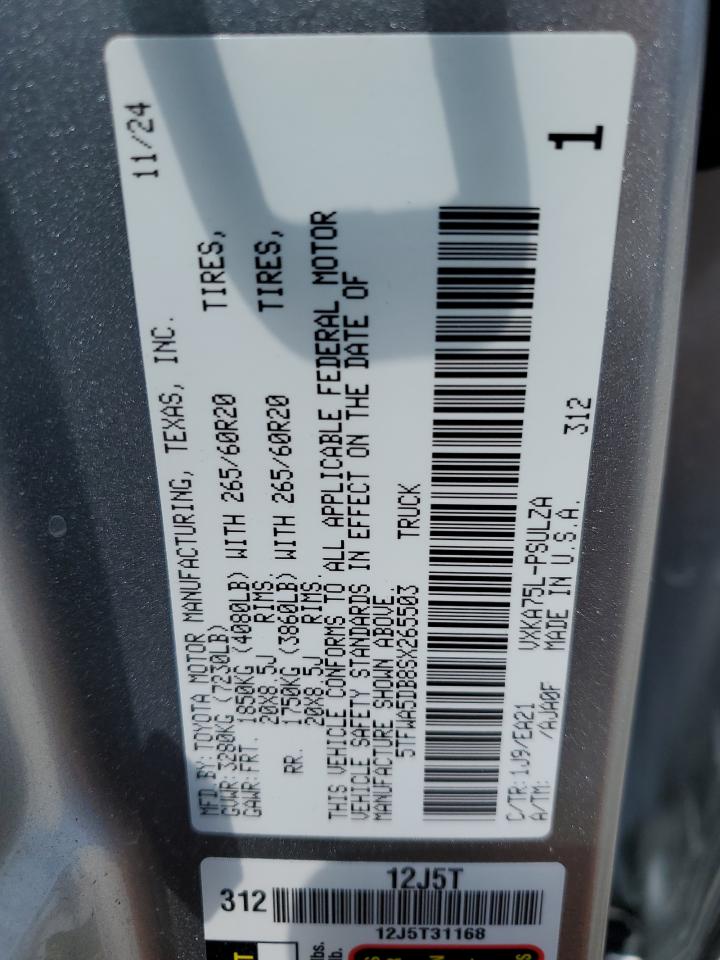 MFD.BY:TOYOTA MOTOR MANUFACTURING, TEXAS, INC. 11/24
GVWR:3280KG (7230LB)
GAWR:FRT. 1850KG (4080LB) WITH 265/60R20 TIRES,
20X8.5J RIMS.
RR. 1750KG (3860LB) WITH 265/60R20 TIRES,
20X8.5J RIMS.
THIS VEHICLE CONFORMS TO ALL APPLICABLE FEDERAL MOTOR
VEHICLE SAFETY STANDARDS IN EFFECT ON THE DATE OF
MANUFACTURE SHOWN ABOVE.
5TFWA5DB8SX265503 TRUCK
C/TR:1J9/EA21 VXKA75L-PSULZA 312
A/TM: /AJA0F MADE IN U.S.A.
1
12J5T
312
12J5T31168
lbs.
lb.